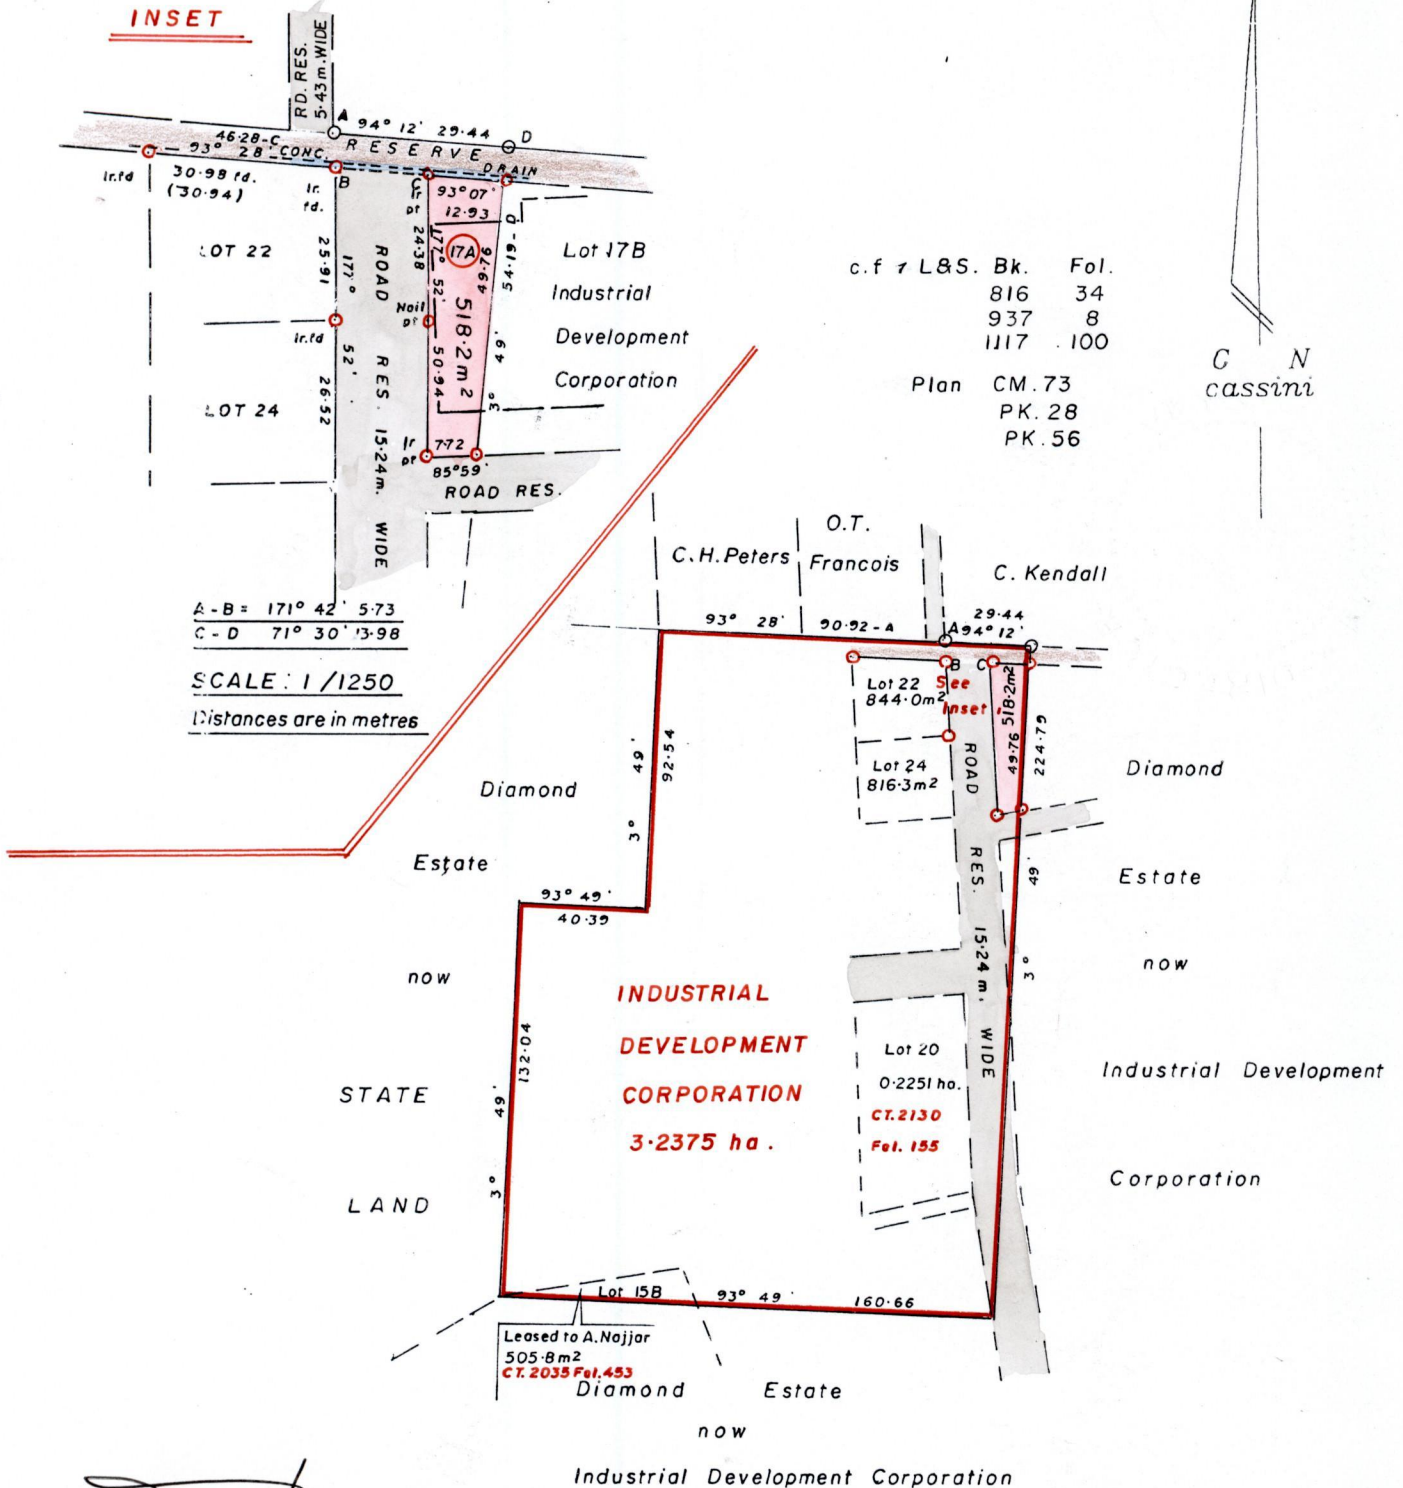 INSET
RD. RES.
5·43 m. WIDE
A 94° 12' 29·44 D
46·28-C
93° 28' CONC. RESERVE DRAIN
Ir.fd
30·98 fd.
(30·94)
B
Ir.
fd.
C
Ir
pt
93° 07'
12·93
LOT 22
25·91
177° 52'
ROAD RES. 15·24m. WIDE
24·38
177° 52' 50·94
17A
518·2 m²
49·76
54·19-D
3° 49'
Lot 17B
Industrial
Development
Corporation
Nail
pt
Ir.fd
LOT 24
26·52
Ir
pt
7·72
85° 59'
ROAD RES.
A - B = 171° 42' 5·73
C - D 71° 30' 13·98
SCALE: 1 / 1250
Distances are in metres
c.f L&S. Bk. Fol.
816 34
937 8
1117 100
Plan CM. 73
PK. 28
PK. 56
G N
cassini
C.H. Peters
O.T.
Francois
C. Kendall
93° 28' 90·92-A
29·44
A 94° 12'
B
C
Lot 22
844·0m²
See
Inset
518·2m²
49·76
224·79
3° 49'
Lot 24
816·3m²
ROAD RES. 15·24 m. WIDE
92·54
3° 49'
93° 49'
40·39
132·04
3° 49'
Diamond
Estate
now
STATE
LAND
INDUSTRIAL
DEVELOPMENT
CORPORATION
3·2375 ha.
Lot 20
0·2251 ha.
CT. 2130
Fol. 155
Diamond
Estate
now
Industrial Development
Corporation
Lot 15B
93° 49' 160·66
Leased to A. Najjar
505·8m²
CT. 2035 Fol. 453
Diamond Estate
now
Industrial Development Corporation